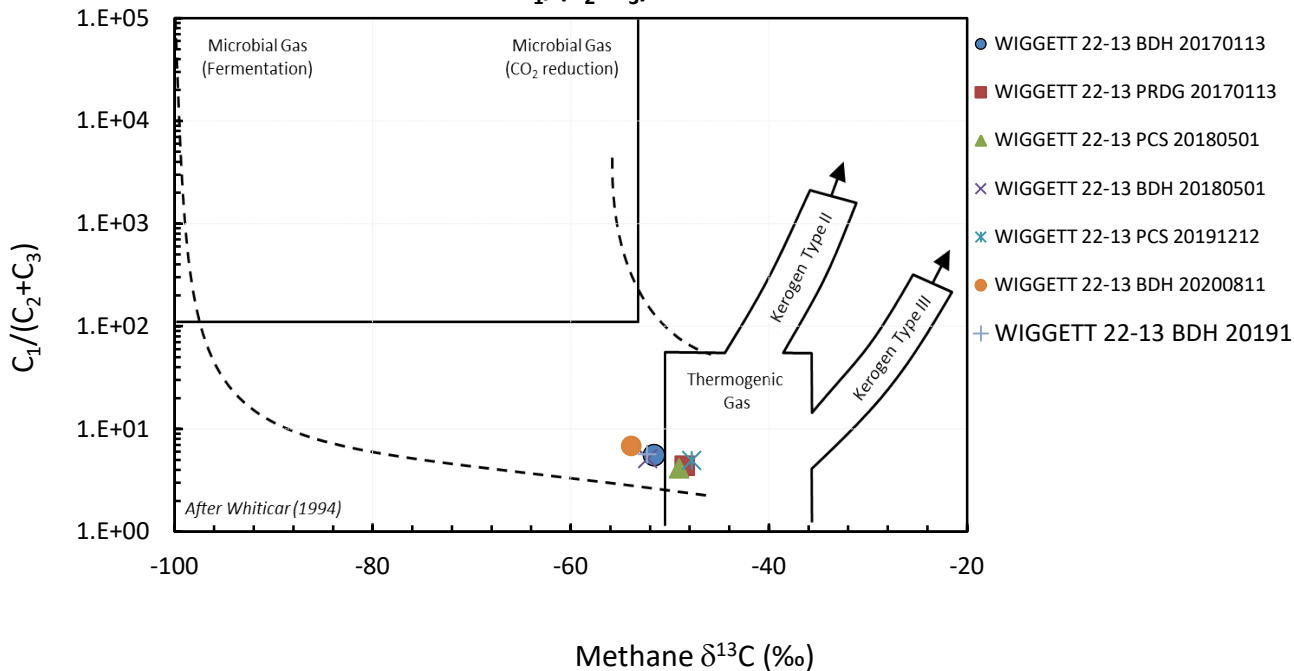 1.E+05
1.E+04
1.E+03
1.E+02
1.E+01
1.E+00
C₁/(C₂+C₃)
Microbial Gas
(Fermentation)
Microbial Gas
(CO₂ reduction)
Kerogen Type II
Kerogen Type III
Thermogenic
Gas
After Whiticar (1994)
-100 -80 -60 -40 -20
Methane δ¹³C (‰)
WIGGETT 22-13 BDH 20170113
WIGGETT 22-13 PRDG 20170113
WIGGETT 22-13 PCS 20180501
WIGGETT 22-13 BDH 20180501
WIGGETT 22-13 PCS 20191212
WIGGETT 22-13 BDH 20200811
WIGGETT 22-13 BDH 20191